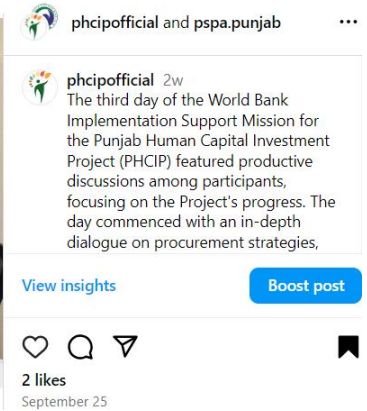 phcipofficial and pspa.punjab
phcipofficial 2w
The third day of the World Bank
Implementation Support Mission for
the Punjab Human Capital Investment
Project (PHCIP) featured productive
discussions among participants,
focusing on the Project's progress. The
day commenced with an in-depth
dialogue on procurement strategies,
View insights
Boost post
2 likes
September 25